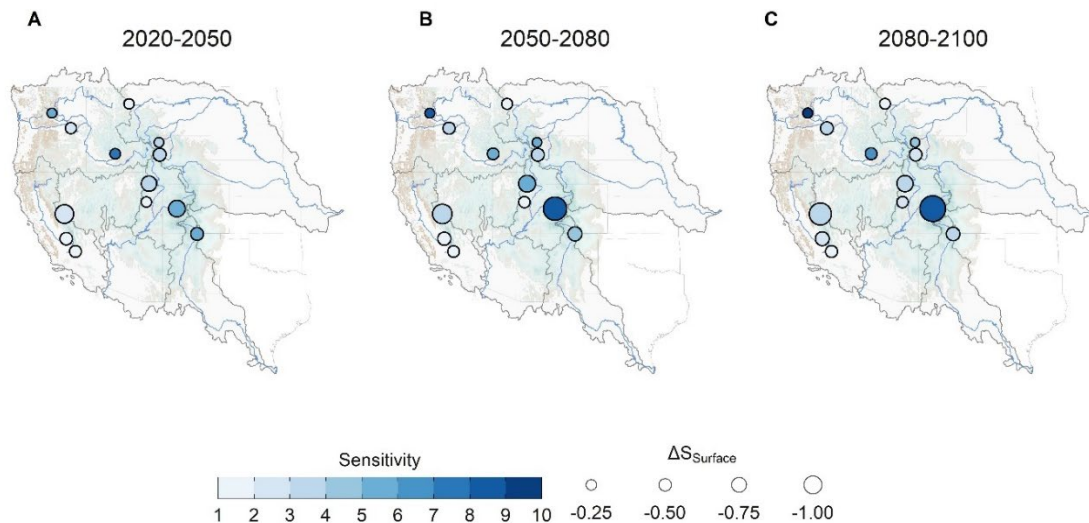 A B C
2020-2050 2050-2080 2080-2100
Sensitivity ΔS_Surface
1 2 3 4 5 6 7 8 9 10 -0.25 -0.50 -0.75 -1.00